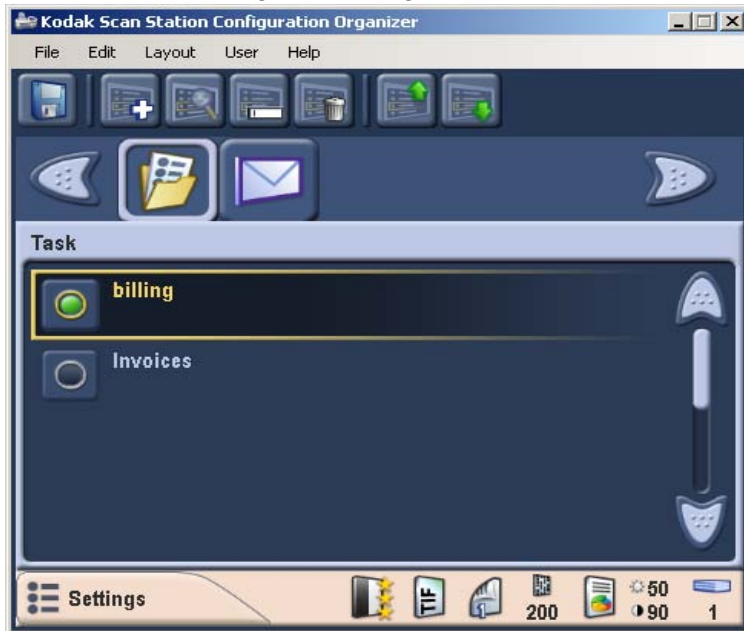 Kodak Scan Station Configuration Organizer
File Edit Layout User Help
Task
billing
Invoices
Settings
TIF
1
200
50
90
1